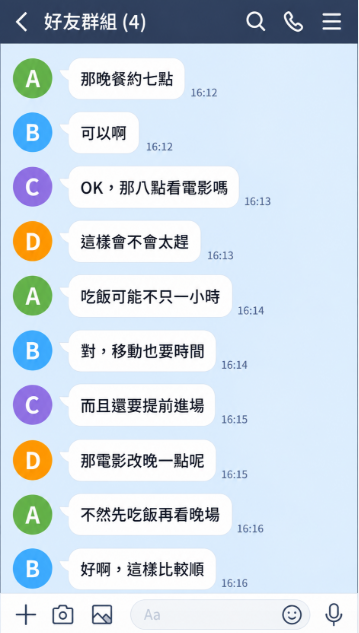 好友群組 (4)
A
那晚餐約七點
16:12
B
可以啊
16:12
C
OK，那八點看電影嗎
16:13
D
這樣會不會太趕
16:13
A
吃飯可能不只一小時
16:14
B
對，移動也要時間
16:14
C
而且還要提前進場
16:15
D
那電影改晚一點呢
16:15
A
不然先吃飯再看晚場
16:16
B
好啊，這樣比較順
16:16
Aa